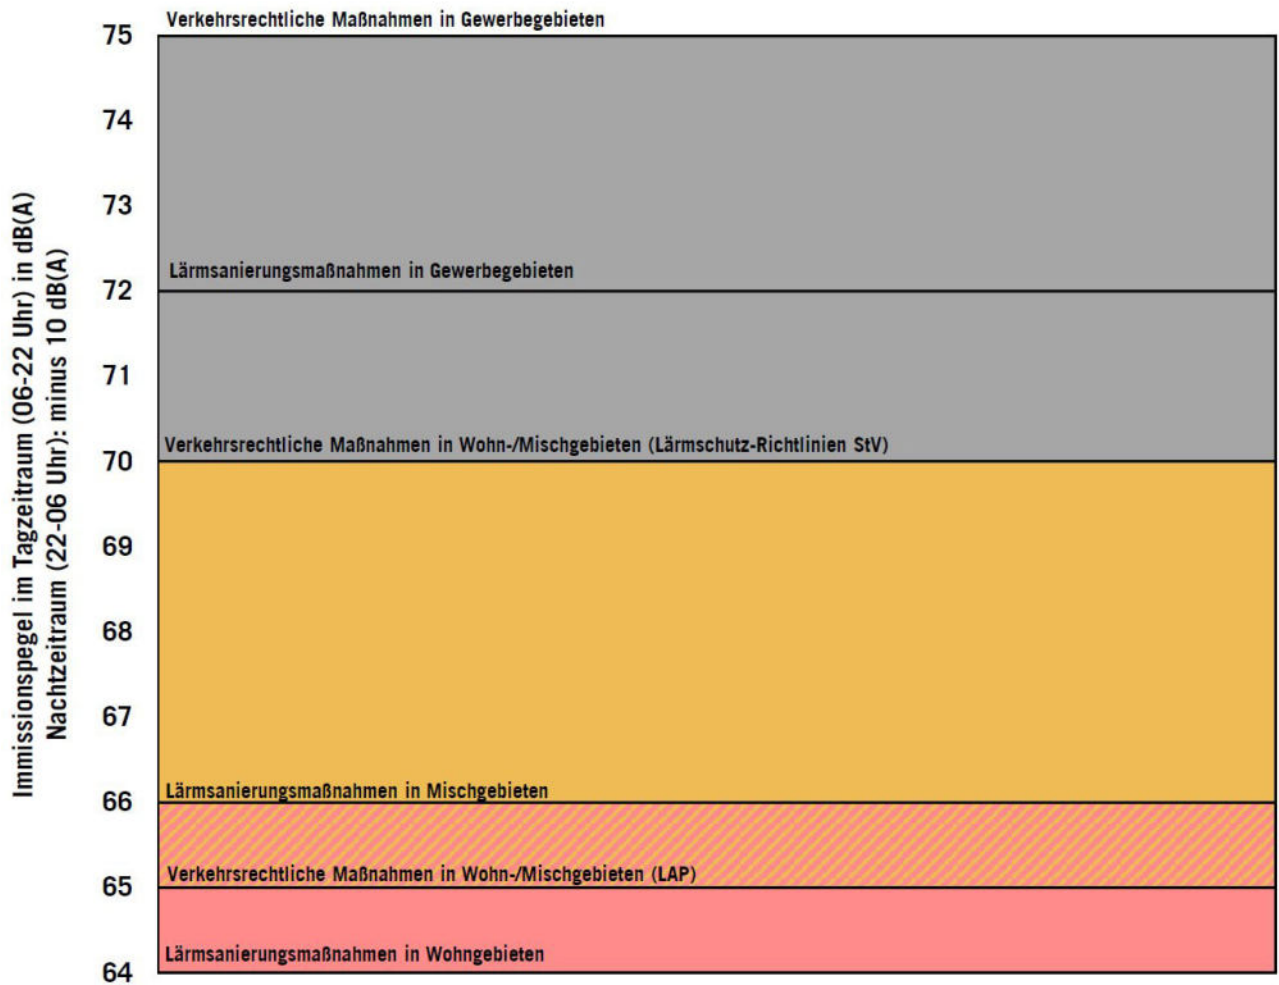 Verkehrsrechtliche Maßnahmen in Gewerbegebieten
75
74
73
Lärmsanierungsmaßnahmen in Gewerbegebieten
72
71
Verkehrsrechtliche Maßnahmen in Wohn-/Mischgebieten (Lärmschutz-Richtlinien StV)
70
69
68
67
Lärmsanierungsmaßnahmen in Mischgebieten
66
Verkehrsrechtliche Maßnahmen in Wohn-/Mischgebieten (LAP)
65
Lärmsanierungsmaßnahmen in Wohngebieten
64
Immissionspegel im Tagzeitraum (06-22 Uhr) in dB(A)
Nachtzeitraum (22-06 Uhr): minus 10 dB(A)